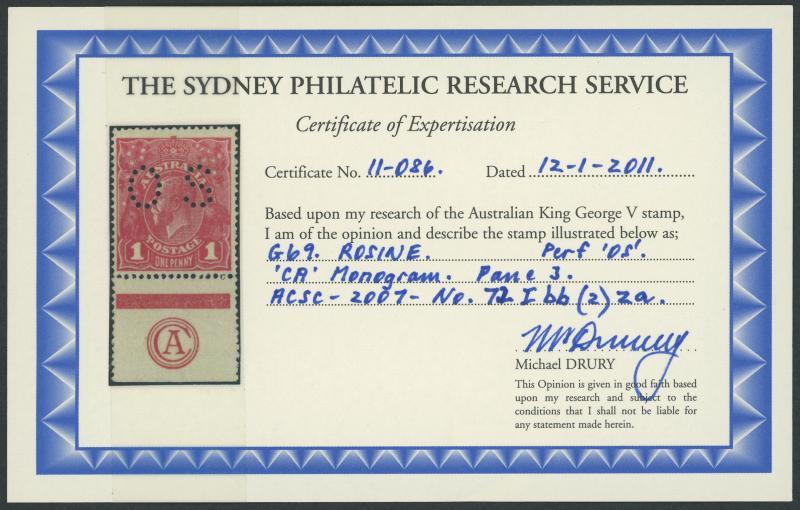 THE SYDNEY PHILATELIC RESEARCH SERVICE
Certificate of Expertisation
Certificate No. 11-086. Dated 12-1-2011.
Based upon my research of the Australian King George V stamp,
I am of the opinion and describe the stamp illustrated below as;
G69. ROSINE. Perf 'OS'.
'CA' Monogram. Pane 3.
ACSC-2007-No. 72 I bb (z) za.
Michael DRURY
This Opinion is given in good faith based
upon my research and subject to the
conditions that I shall not be liable for
any statement made herein.
AUSTRALIA
OS
1 POSTAGE 1
ONE PENNY
CA